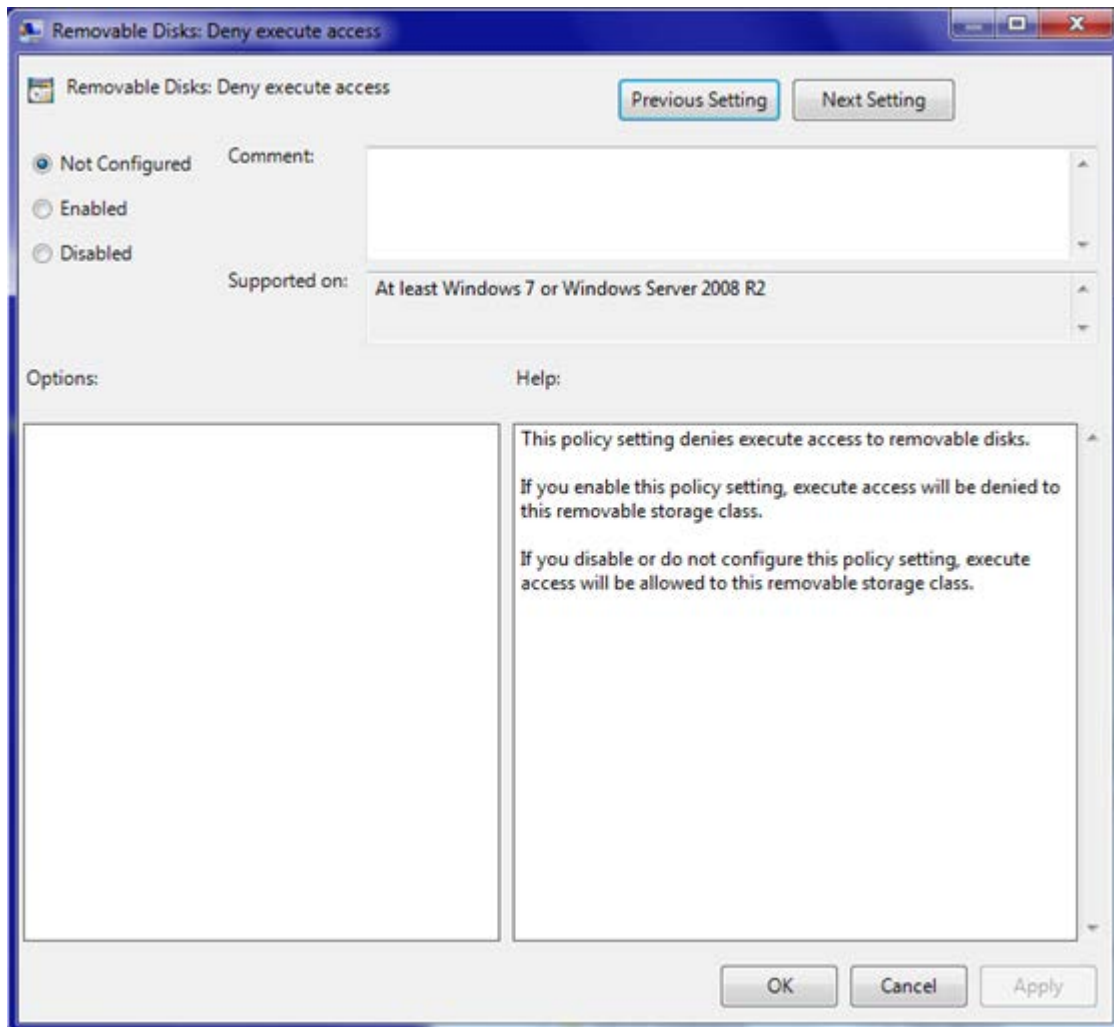 Removable Disks: Deny execute access
Removable Disks: Deny execute access
Previous Setting
Next Setting
Not Configured
Comment:
Enabled
Disabled
Supported on:
At least Windows 7 or Windows Server 2008 R2
Options:
Help:
This policy setting denies execute access to removable disks.
If you enable this policy setting, execute access will be denied to
this removable storage class.
If you disable or do not configure this policy setting, execute
access will be allowed to this removable storage class.
OK
Cancel
Apply